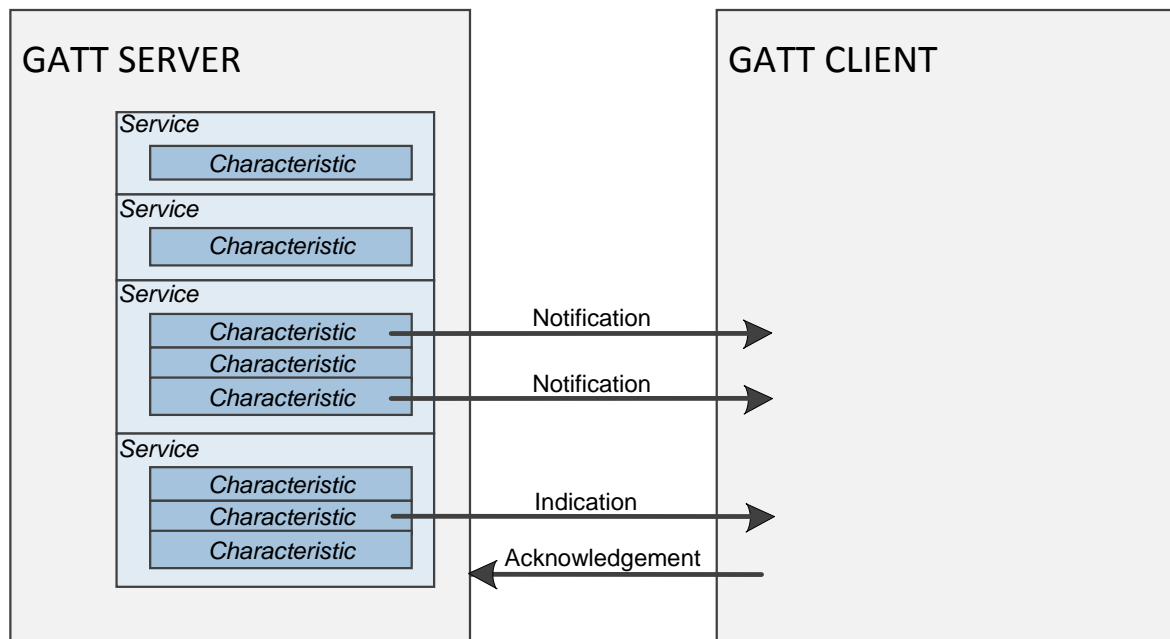 GATT SERVER
Service
Characteristic
Service
Characteristic
Service
Characteristic
Characteristic
Characteristic
Service
Characteristic
Characteristic
Characteristic
Notification
Notification
Indication
Acknowledgement
GATT CLIENT